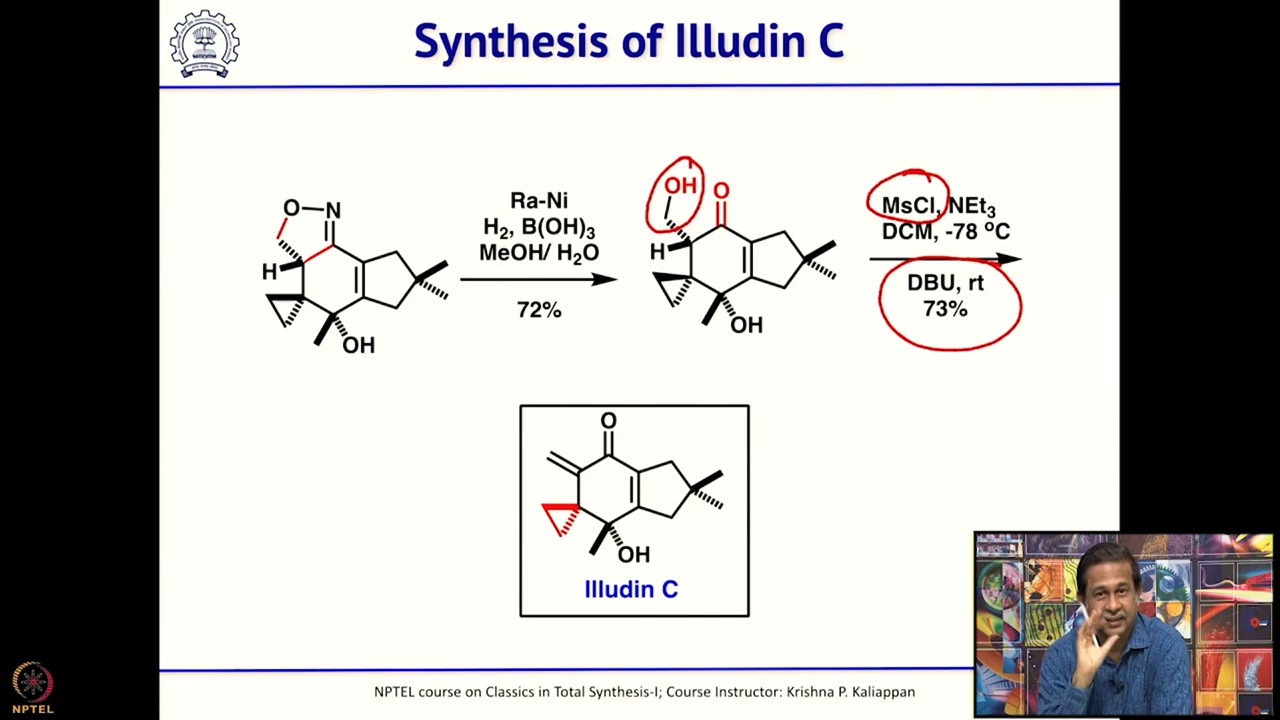 Synthesis of Illudin C
O
N
H
OH
Ra-Ni
H₂, B(OH)₃
MeOH/ H₂O
72%
OH
O
H
OH
MsCl, NEt₃
DCM, -78 ºC
DBU, rt
73%
O
OH
Illudin C
NPTEL
NPTEL course on Classics in Total Synthesis-I; Course Instructor: Krishna P. Kaliappan